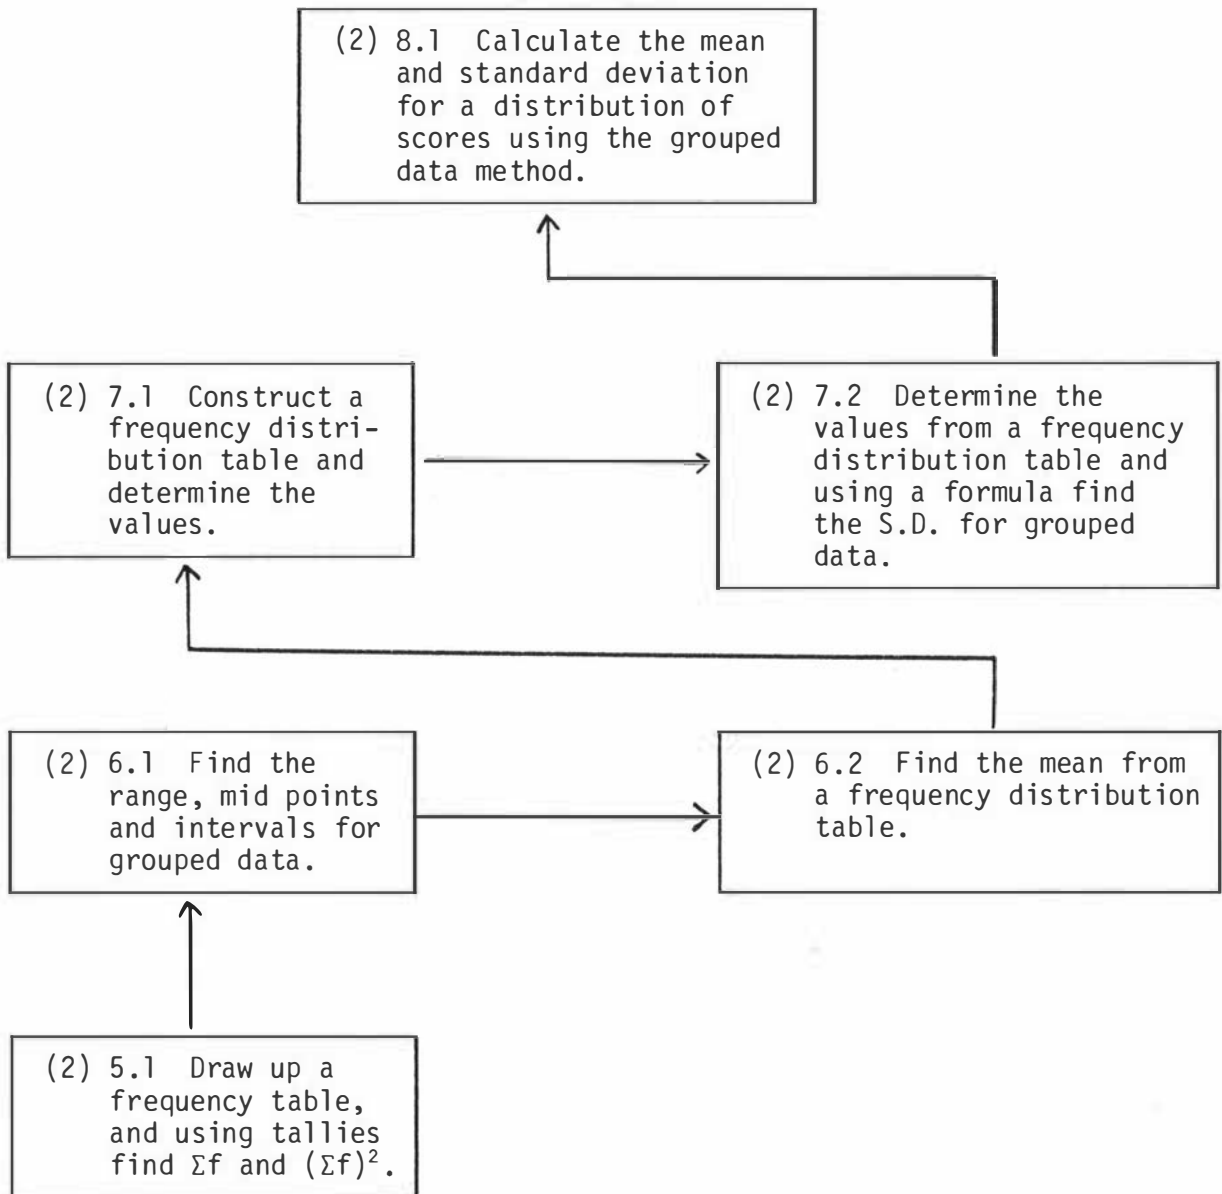 (2) 8.1 Calculate the mean
and standard deviation
for a distribution of
scores using the grouped
data method.
(2) 7.1 Construct a
frequency distri-
bution table and
determine the
values.
(2) 7.2 Determine the
values from a frequency
distribution table and
using a formula find
the S.D. for grouped
data.
(2) 6.1 Find the
range, mid points
and intervals for
grouped data.
(2) 6.2 Find the mean from
a frequency distribution
table.
(2) 5.1 Draw up a
frequency table,
and using tallies
find Σf and (Σf)².